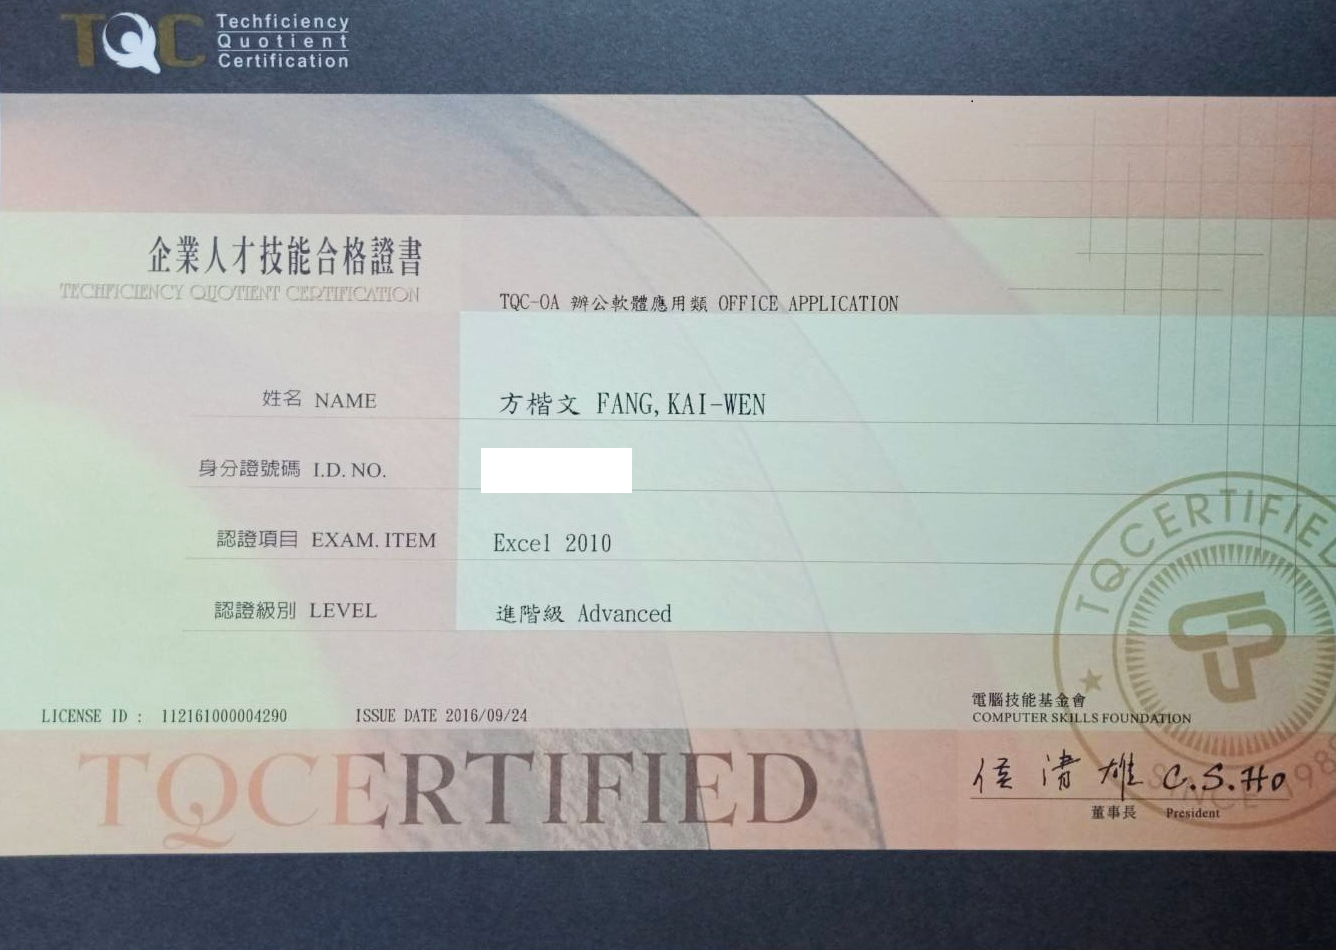 TQC Techficiency
Quotient
Certification
企業人才技能合格證書
TECHFICIENCY QUOTIENT CERTIFICATION
TQC-OA 辦公軟體應用類 OFFICE APPLICATION
姓名 NAME 方楷文 FANG,KAI-WEN
身分證號碼 I.D. NO.
認證項目 EXAM. ITEM Excel 2010
認證級別 LEVEL 進階級 Advanced
TQCERTIFIED
SINCE 198
LICENSE ID : 112161000004290 ISSUE DATE 2016/09/24
電腦技能基金會
COMPUTER SKILLS FOUNDATION
TQCERTIFIED
侯清雄 C.S.Ho
董事長 President